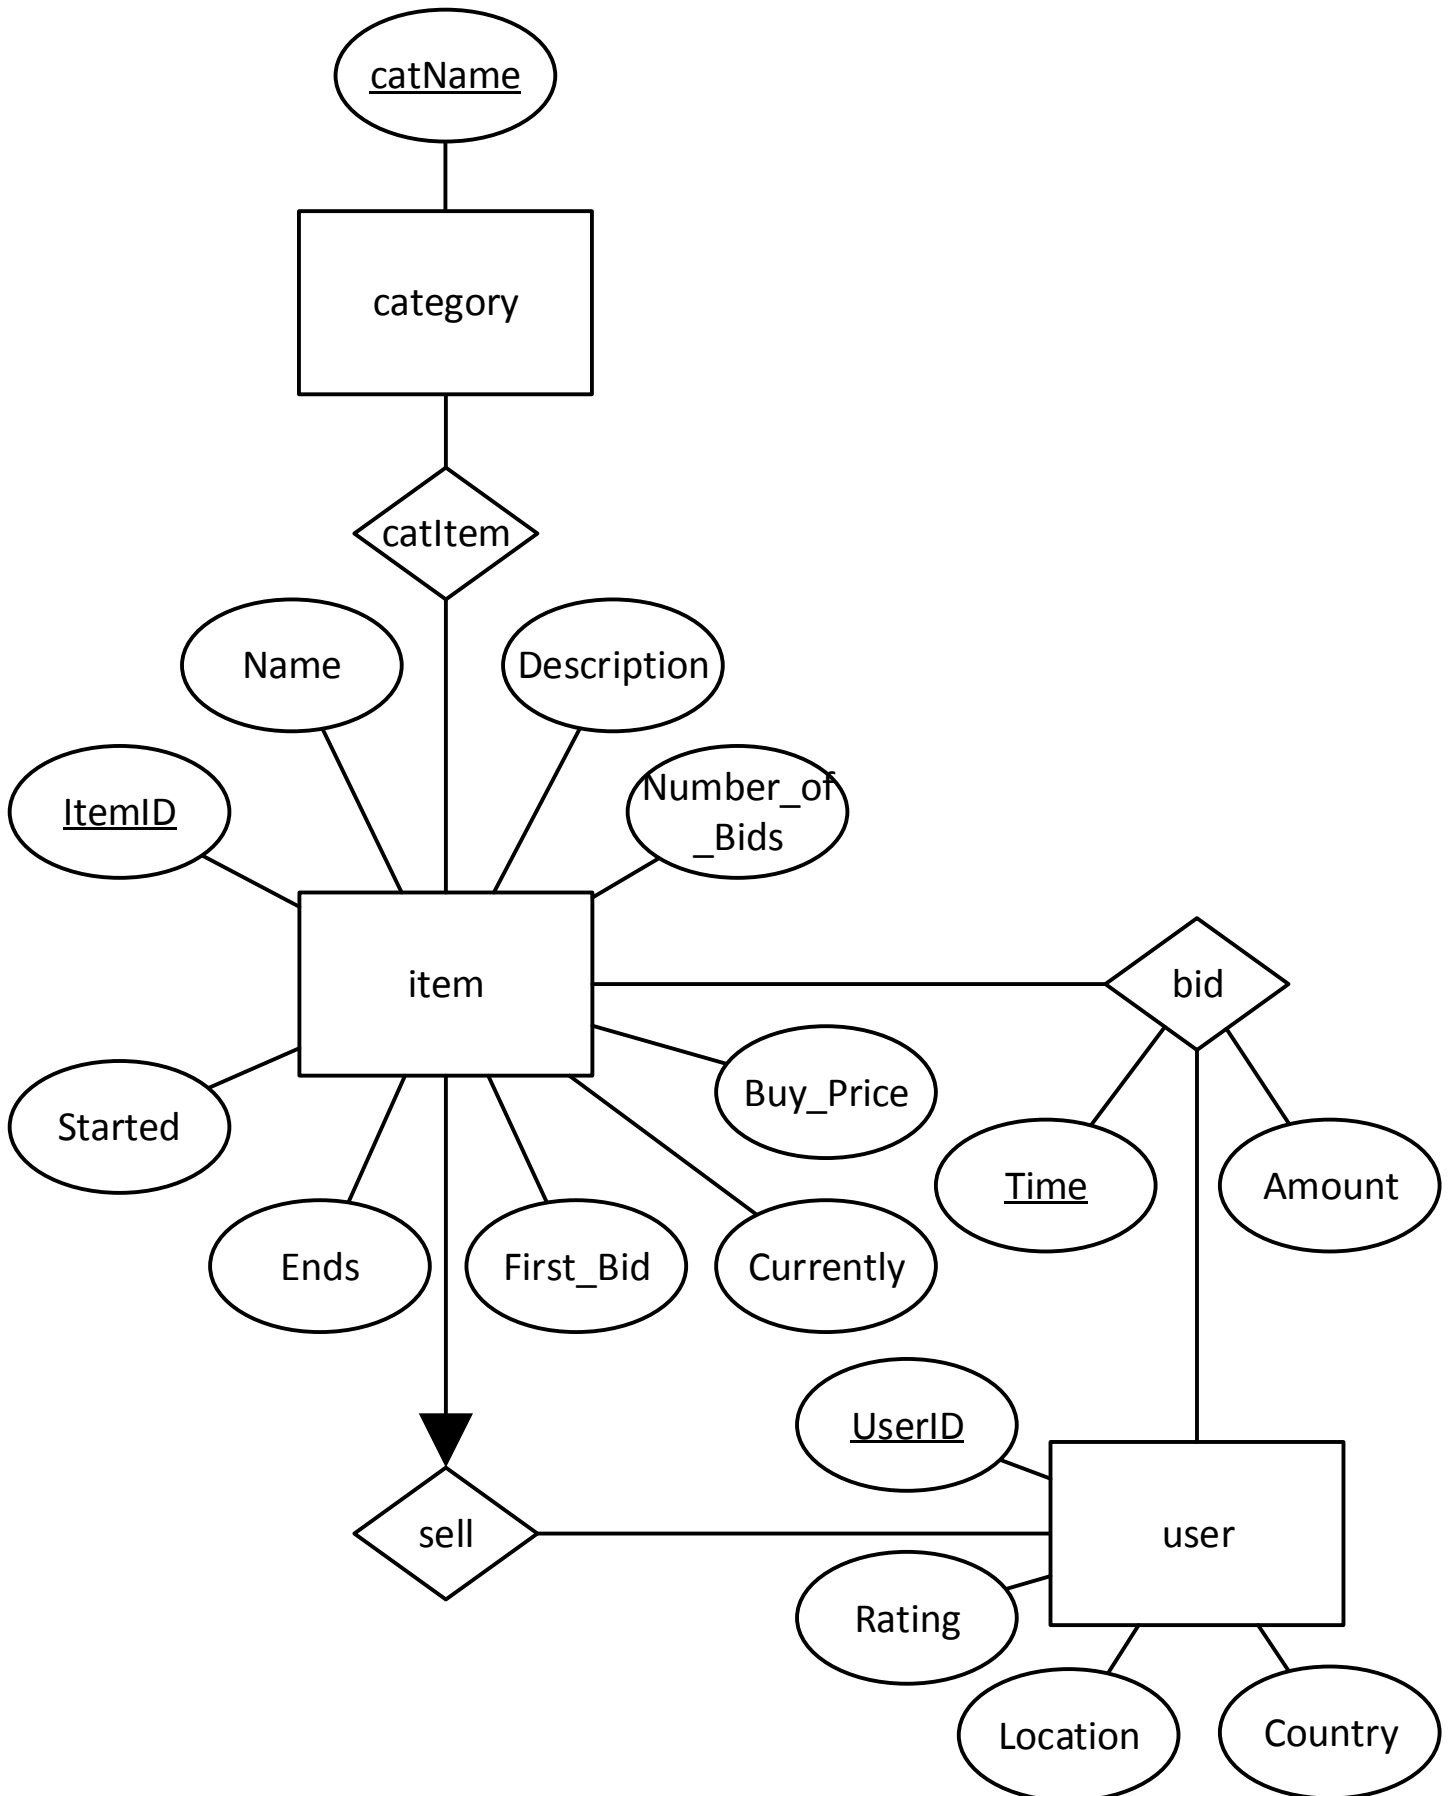 catName
category
catItem
Name
Description
ItemID
Number_of
_Bids
item
bid
Started
Buy_Price
Time
Amount
Ends
First_Bid
Currently
UserID
sell
user
Rating
Location
Country